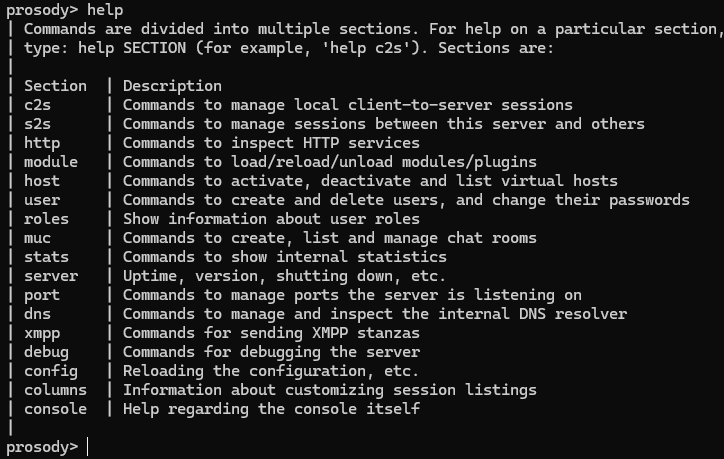 prosody> help
| Commands are divided into multiple sections. For help on a particular section,
| type: help SECTION (for example, 'help c2s'). Sections are:
|
| Section | Description
| c2s | Commands to manage local client-to-server sessions
| s2s | Commands to manage sessions between this server and others
| http | Commands to inspect HTTP services
| module | Commands to load/reload/unload modules/plugins
| host | Commands to activate, deactivate and list virtual hosts
| user | Commands to create and delete users, and change their passwords
| roles | Show information about user roles
| muc | Commands to create, list and manage chat rooms
| stats | Commands to show internal statistics
| server | Uptime, version, shutting down, etc.
| port | Commands to manage ports the server is listening on
| dns | Commands to manage and inspect the internal DNS resolver
| xmpp | Commands for sending XMPP stanzas
| debug | Commands for debugging the server
| config | Reloading the configuration, etc.
| columns | Information about customizing session listings
| console | Help regarding the console itself
|
prosody>